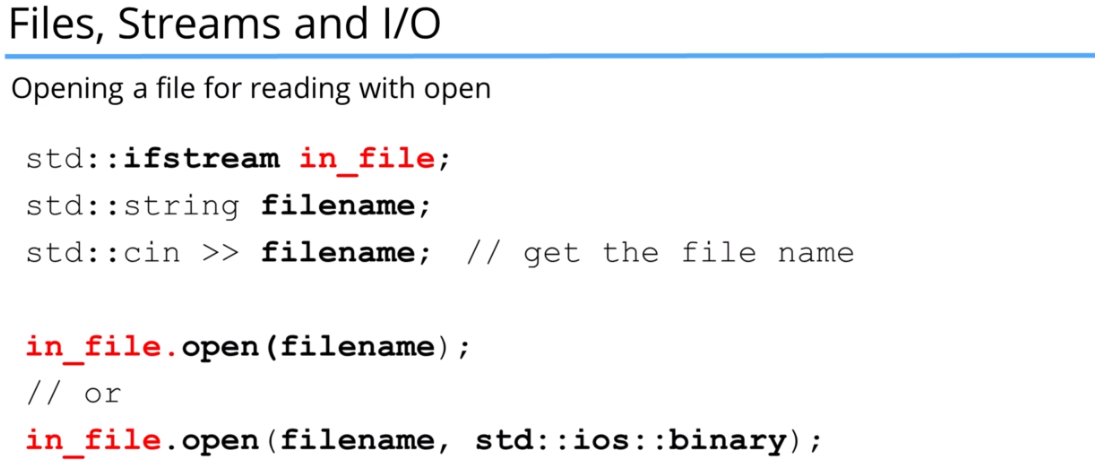 Files, Streams and I/O
Opening a file for reading with open
std::ifstream in_file;
std::string filename;
std::cin >> filename;  // get the file name
in_file.open(filename);
// or
in_file.open(filename, std::ios::binary);